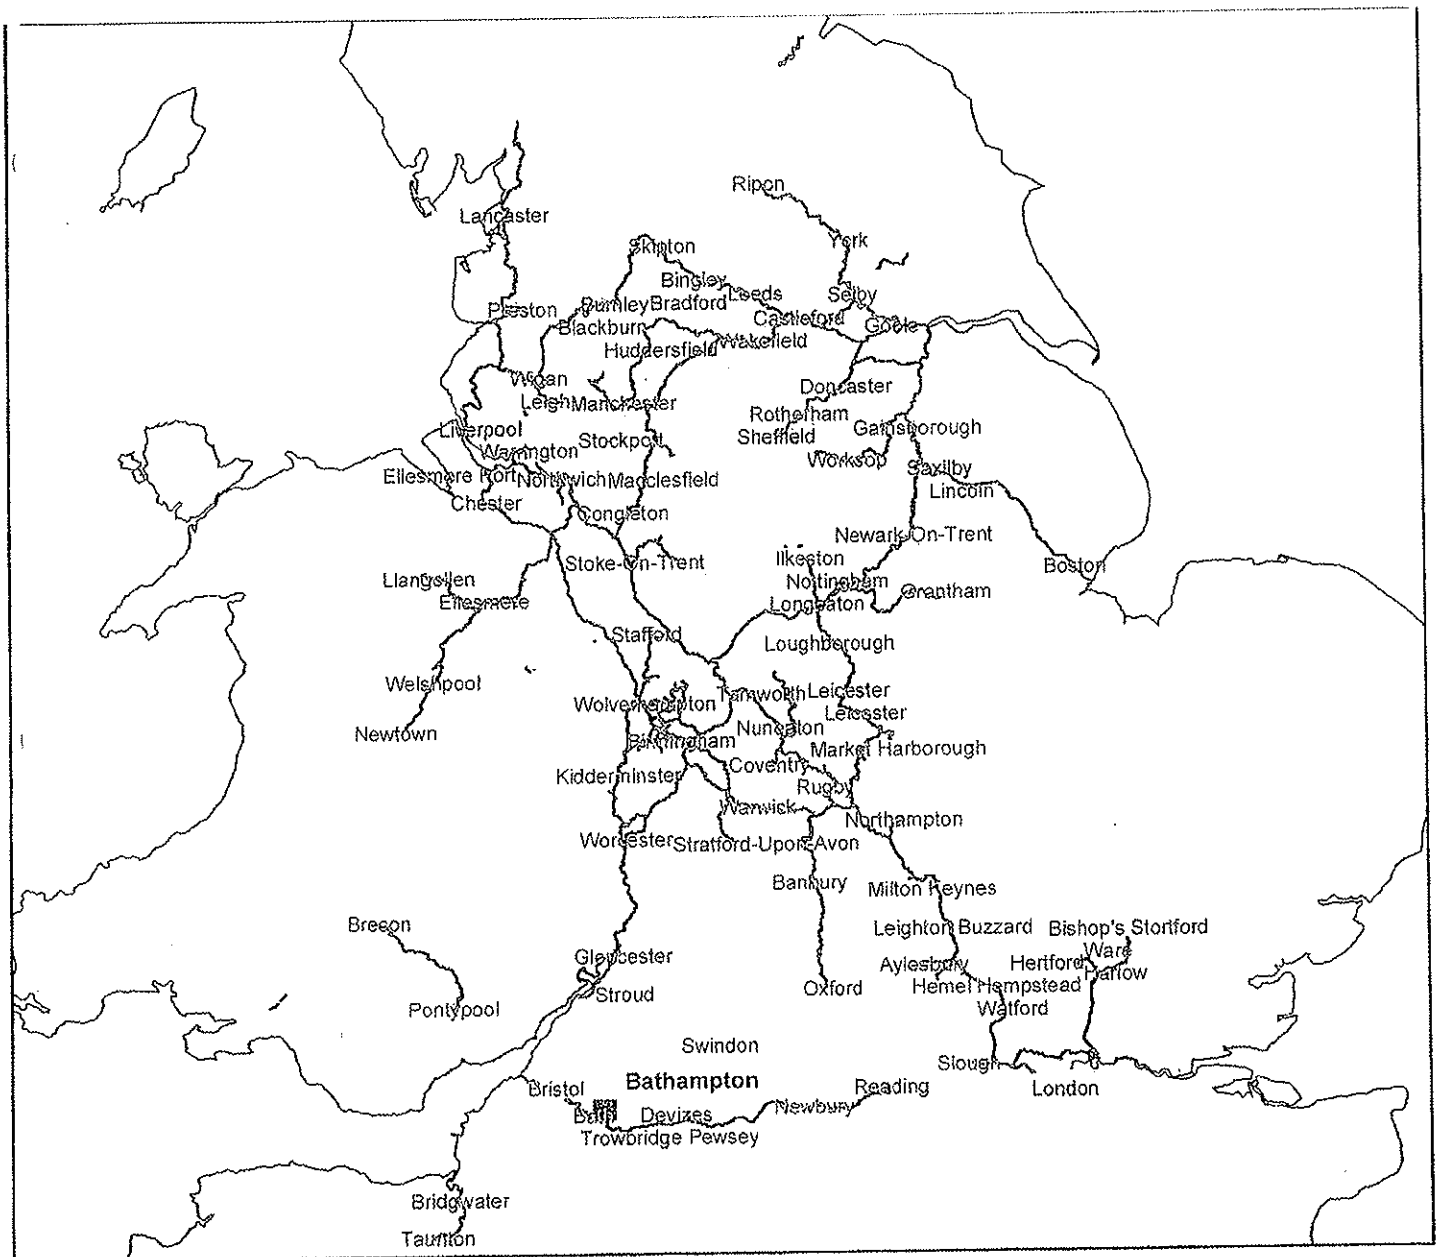 Ripon
Lancaster
York
Skipton
Bingley
Leeds
Selby
Preston
Burnley
Bradford
Castleford
Goole
Blackburn
Wakefield
Huddersfield
Wigan
Doncaster
Leigh
Manchester
Rotherham
Liverpool
Stockport
Sheffield
Gainsborough
Warrington
Worksop
Saxilby
Ellesmere Port
Northwich
Macclesfield
Lincoln
Chester
Congleton
Newark-On-Trent
Stoke-On-Trent
Ilkeston
Boston
Llangollen
Nottingham
Grantham
Ellesmere
Long Eaton
Stafford
Loughborough
Welshpool
Tamworth
Leicester
Wolverhampton
Leicester
Newtown
Nuneaton
Birmingham
Market Harborough
Coventry
Kidderminster
Rugby
Warwick
Northampton
Worcester
Stratford-Upon-Avon
Banbury
Milton Keynes
Brecon
Leighton Buzzard
Bishop's Stortford
Ware
Gloucester
Aylesbury
Hertford
Harlow
Oxford
Hemel Hempstead
Stroud
Watford
Pontypool
Swindon
Slough
Bathampton
Bristol
Reading
London
Newbury
Bath
Devizes
Trowbridge
Pewsey
Bridgwater
Taunton